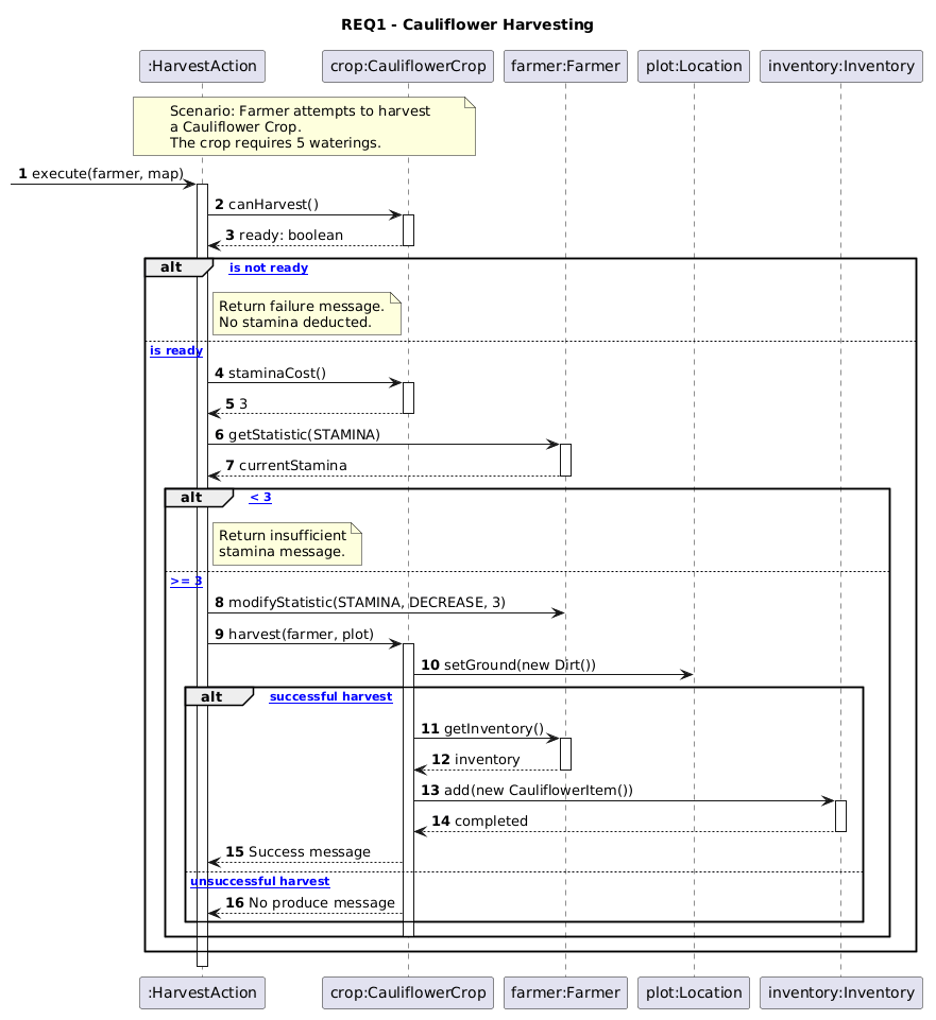 REQ1 - Cauliflower Harvesting
:HarvestAction crop:CauliflowerCrop farmer:Farmer plot:Location inventory:Inventory
Scenario: Farmer attempts to harvest
a Cauliflower Crop.
The crop requires 5 waterings.
1 execute(farmer, map)
2 canHarvest()
3 ready: boolean
alt is not ready
Return failure message.
No stamina deducted.
is ready
4 staminaCost()
5 3
6 getStatistic(STAMINA)
7 currentStamina
alt < 3
Return insufficient
stamina message.
>= 3
8 modifyStatistic(STAMINA, DECREASE, 3)
9 harvest(farmer, plot)
10 setGround(new Dirt())
alt successful harvest
11 getInventory()
12 inventory
13 add(new CauliflowerItem())
14 completed
15 Success message
unsuccessful harvest
16 No produce message
:HarvestAction crop:CauliflowerCrop farmer:Farmer plot:Location inventory:Inventory